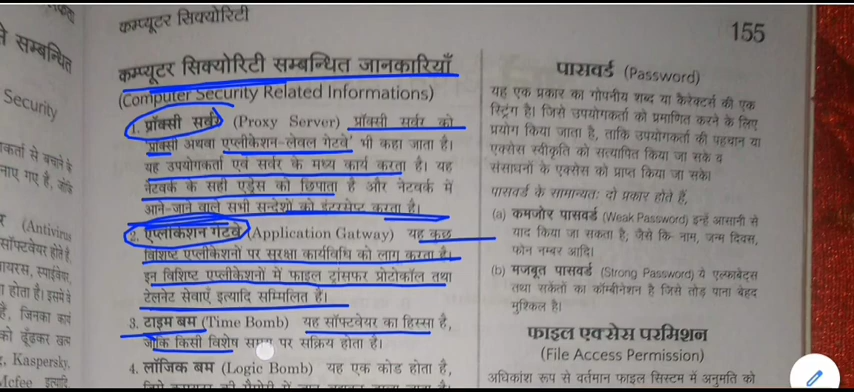 कम्प्यूटर सिक्योरिटी
155
सम्बन्धित
Security
(Antivirus
Kaspersky,
कम्प्यूटर सिक्योरिटी सम्बन्धित जानकारियाँ
(Computer Security Related Informations)
1. प्रॉक्सी सर्वर (Proxy Server) प्रॉक्सी सर्वर को
'प्रॉक्सी अथवा एप्लीकेशन-लेवल गेटवे' भी कहा जाता है।
यह उपयोगकर्ता एवं सर्वर के मध्य कार्य करता है। यह
नेटवर्क के सही एड्रेस को छिपाता है और नेटवर्क में
आने-जाने वाले सभी सन्देशो को इंटरसेप्ट करता है।
2. एप्लीकेशन गेटवे (Application Gatway) यह कुछ
विशिष्ट एप्लीकेशनों पर सुरक्षा कार्यविधि को लागू करता है।
इन विशिष्ट एप्लीकेशनों में फाइल ट्रांसफर प्रोटोकॉल तथा
टेलनेट सेवाएँ इत्यादि सम्मिलित हैं।
3. टाइम बम (Time Bomb) यह सॉफ्टवेयर का हिस्सा है,
जोकि किसी विशेष समय पर सक्रिय होता है।
4. लॉजिक बम (Logic Bomb) यह एक कोड होता है,
पासवर्ड (Password)
यह एक प्रकार का गोपनीय शब्द या कैरेक्टर्स की एक
स्ट्रिंग है। जिसे उपयोगकर्ता को प्रमाणित करने के लिए
प्रयोग किया जाता है, ताकि उपयोगकर्ता की पहचान या
एक्सेस स्वीकृति को सत्यापित किया जा सके व
संसाधनों के एक्सेस को प्राप्त किया जा सके।
पासवर्ड के सामान्यतः दो प्रकार होते हैं,
(a) कमजोर पासवर्ड (Weak Password) इन्हें आसानी से
याद किया जा सकता है, जैसे कि- नाम, जन्म दिवस,
फोन नम्बर आदि।
(b) मजबूत पासवर्ड (Strong Password) ये एल्फाबेट्स
तथा संकेतों का कॉम्बीनेशन है जिसे तोड़ पाना बेहद
मुश्किल है।
फाइल एक्सेस परमिशन
(File Access Permission)
अधिकांश रूप से वर्तमान फाइल सिस्टम में अनुमति को